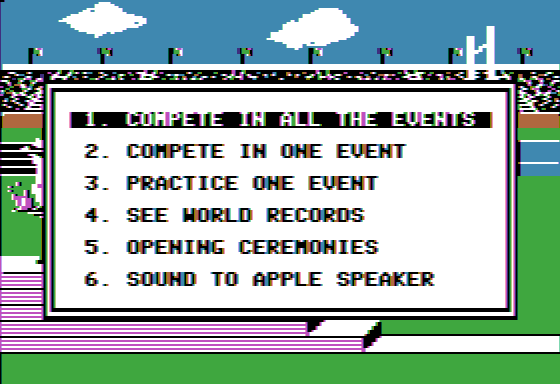 1. COMPETE IN ALL THE EVENTS
2. COMPETE IN ONE EVENT
3. PRACTICE ONE EVENT
4. SEE WORLD RECORDS
5. OPENING CEREMONIES
6. SOUND TO APPLE SPEAKER